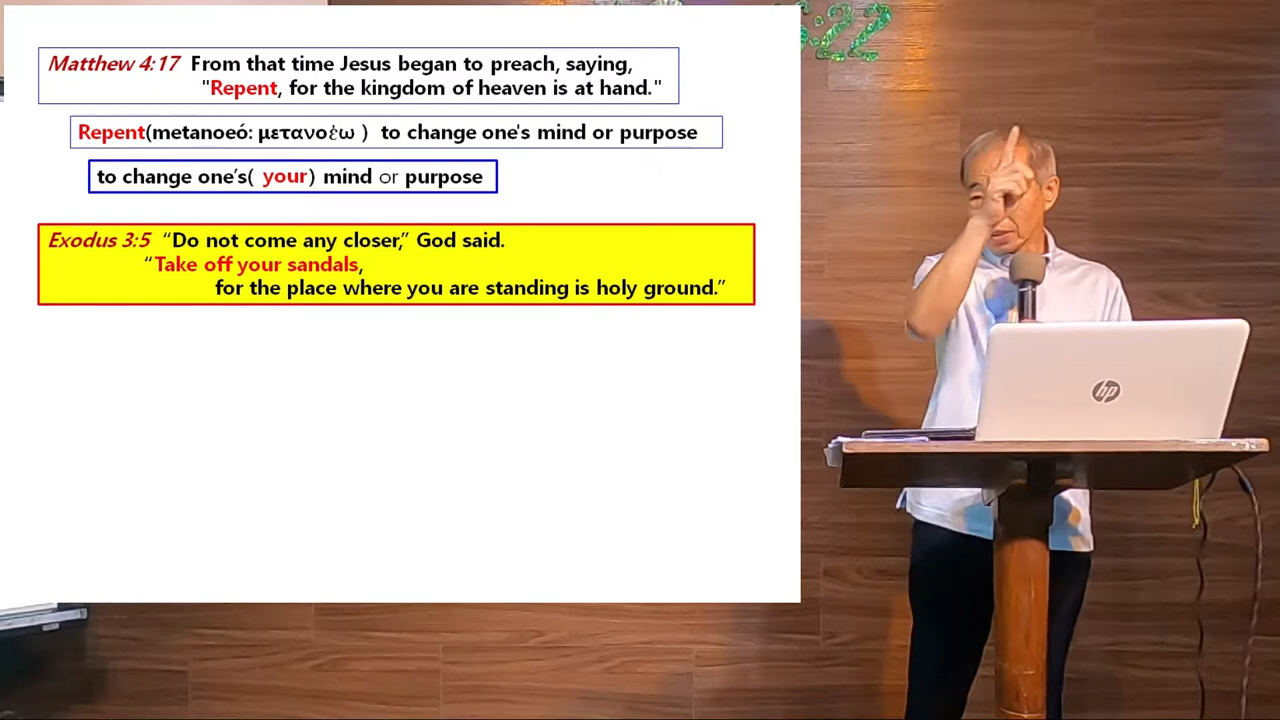 Matthew 4:17 From that time Jesus began to preach, saying,
"Repent, for the kingdom of heaven is at hand."
Repent(metanoeó: μετανοἐω ) to change one's mind or purpose
to change one's( your) mind or purpose
Exodus 3:5 “Do not come any closer,” God said.
“Take off your sandals,
for the place where you are standing is holy ground.”
:22
hp